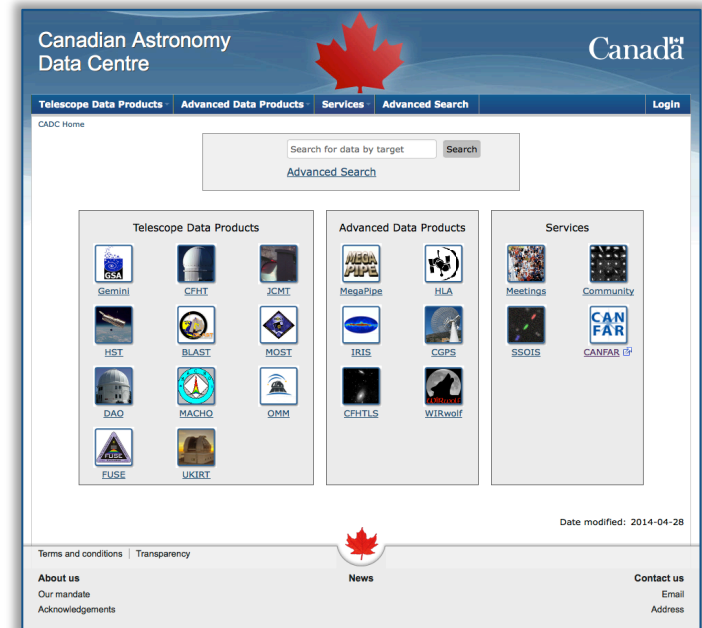 Canadian Astronomy
Data Centre
Canada
Telescope Data Products
Advanced Data Products
Services
Advanced Search
Login
CADC Home
Search for data by target
Search
Advanced Search
Telescope Data Products
GSA
Gemini
CFHT
JCMT
HST
BLAST
MOST
DAO
MACHO
OMM
FUSE
FUSE
UKIRT
Advanced Data Products
MEGA
PIPE
MegaPipe
HLA
IRIS
CGPS
CFHTLS
WIRwolf
WIRwolf
Services
Meetings
Community
SSOIS
CAN
FAR
CANFAR
Date modified: 2014-04-28
Terms and conditions
Transparency
About us
Our mandate
Acknowledgements
News
Contact us
Email
Address